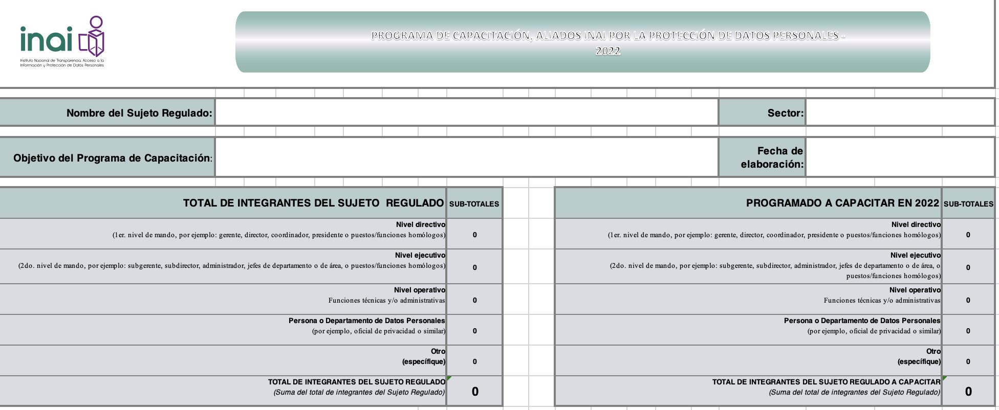 inai
Instituto Nacional de Transparencia, Acceso a la
Información y Protección de Datos Personales
PROGRAMA DE CAPACITACIÓN, ALIADOS INAI POR LA PROTECCIÓN DE DATOS PERSONALES -
2022
Nombre del Sujeto Regulado:
Sector:
Objetivo del Programa de Capacitación:
Fecha de
elaboración:
TOTAL DE INTEGRANTES DEL SUJETO  REGULADO
SUB-TOTALES
Nivel directivo
(1er. nivel de mando, por ejemplo: gerente, director, coordinador, presidente o puestos/funciones homólogos)
0
Nivel ejecutivo
(2do. nivel de mando, por ejemplo: subgerente, subdirector, administrador, jefes de departamento o de área, o puestos/funciones homólogos)
0
Nivel operativo
Funciones técnicas y/o administrativas
0
Persona o Departamento de Datos Personales
(por ejemplo, oficial de privacidad o similar)
0
Otro
(específique)
0
TOTAL DE INTEGRANTES DEL SUJETO REGULADO
(Suma del total de integrantes del Sujeto Regulado)
0
PROGRAMADO A CAPACITAR EN 2022
SUB-TOTALES
Nivel directivo
(1er. nivel de mando, por ejemplo: gerente, director, coordinador, presidente o puestos/funciones homólogos)
0
Nivel ejecutivo
(2do. nivel de mando, por ejemplo: subgerente, subdirector, administrador, jefes de departamento o de área, o
puestos/funciones homólogos)
0
Nivel operativo
Funciones técnicas y/o administrativas
0
Persona o Departamento de Datos Personales
(por ejemplo, oficial de privacidad o similar)
0
Otro
(específique)
0
TOTAL DE INTEGRANTES DEL SUJETO REGULADO A CAPACITAR
(Suma del total de integrantes del Sujeto Regulado)
0